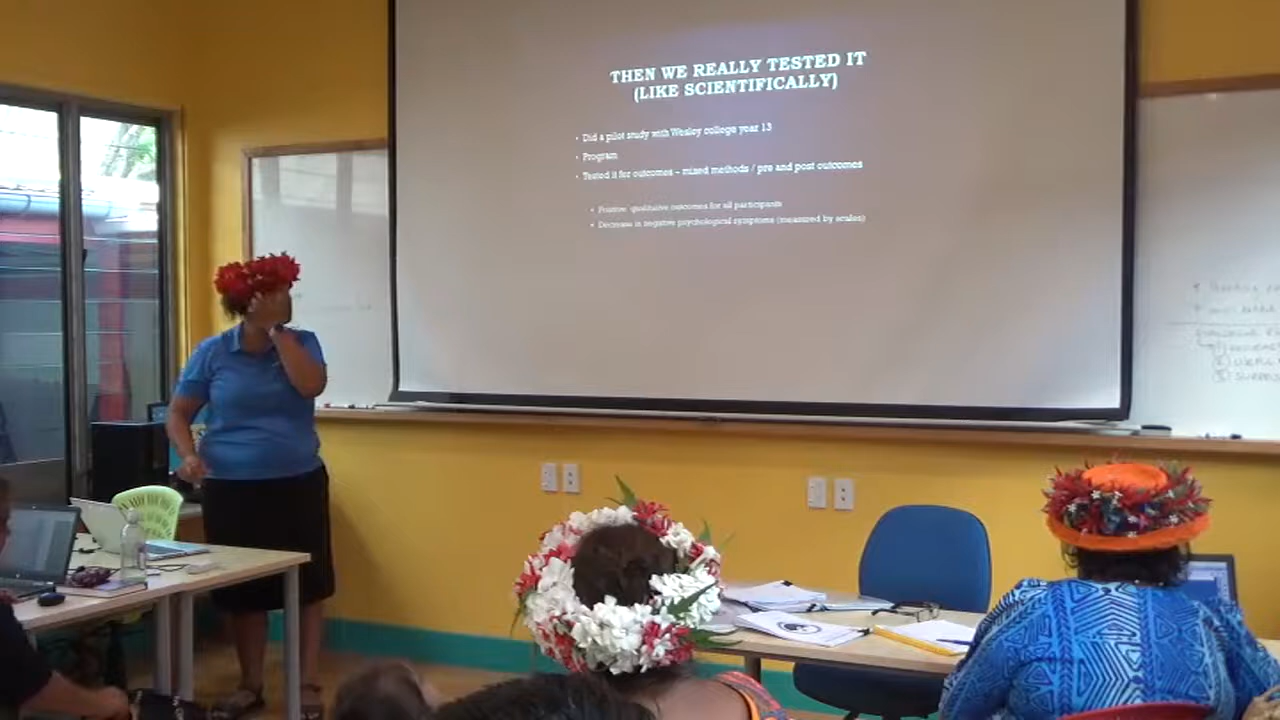 THEN WE REALLY TESTED IT
(LIKE SCIENTIFICALLY)
• Did a pilot study with Wesley college year 13
• Program
• Tested it for outcomes – mixed methods / pre and post outcomes
• Positive qualitative outcomes for all participants
• Decrease in negative psychological symptoms (measured by scales)